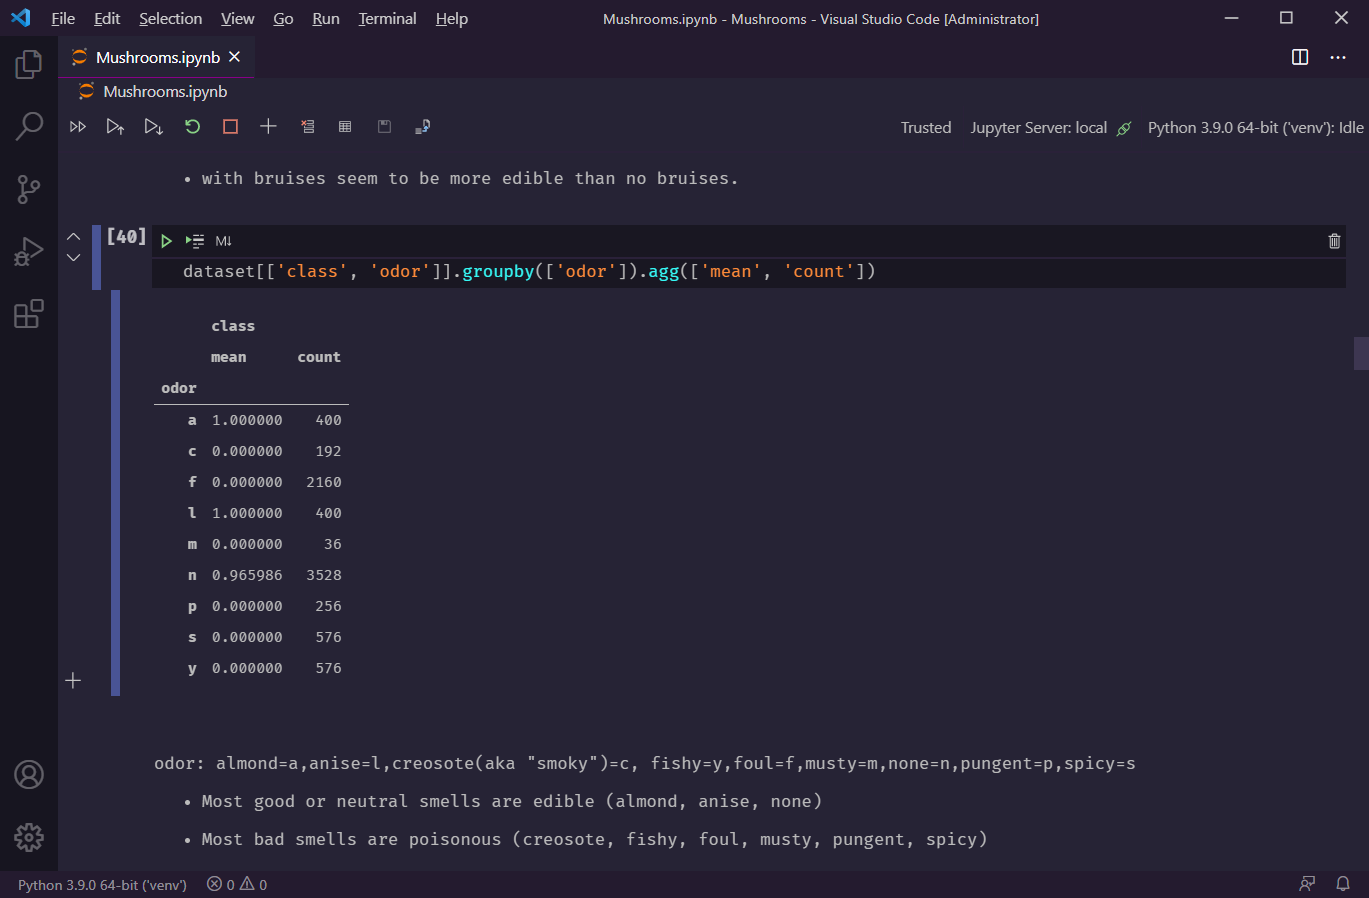 File Edit Selection View Go Run Terminal Help
Mushrooms.ipynb - Mushrooms - Visual Studio Code [Administrator]
Mushrooms.ipynb
Mushrooms.ipynb
Trusted Jupyter Server: local Python 3.9.0 64-bit ('venv'): Idle
• with bruises seem to be more edible than no bruises.
[40]
M↓
dataset[['class', 'odor']].groupby(['odor']).agg(['mean', 'count'])
class
mean count
odor
a 1.000000 400
c 0.000000 192
f 0.000000 2160
l 1.000000 400
m 0.000000 36
n 0.965986 3528
p 0.000000 256
s 0.000000 576
y 0.000000 576
odor: almond=a,anise=l,creosote(aka "smoky")=c, fishy=y,foul=f,musty=m,none=n,pungent=p,spicy=s
• Most good or neutral smells are edible (almond, anise, none)
• Most bad smells are poisonous (creosote, fishy, foul, musty, pungent, spicy)
Python 3.9.0 64-bit ('venv') 0 0